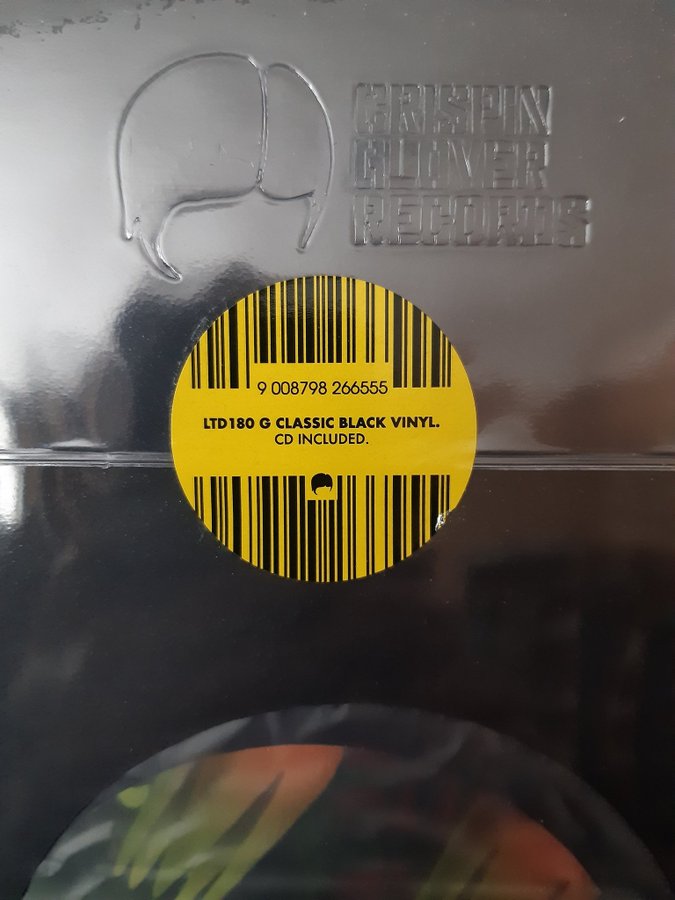 CRISPIN
GLOVER
RECORDS
9 008798 266555
LTD180 G CLASSIC BLACK VINYL.
CD INCLUDED.